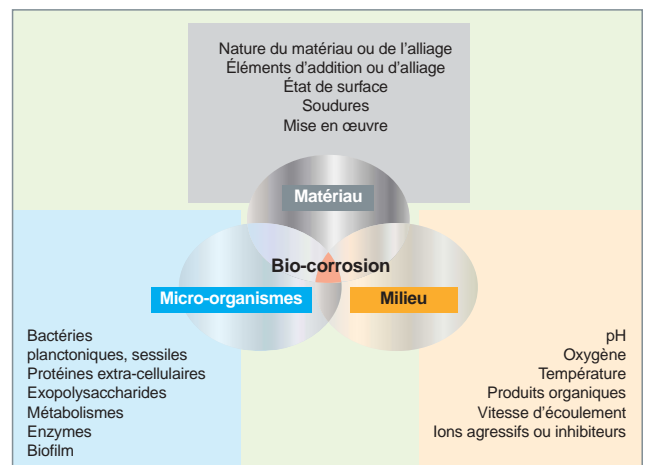 Nature du matériau ou de l'alliage
Éléments d'addition ou d'alliage
État de surface
Soudures
Mise en œuvre
Matériau
Bio-corrosion
Micro-organismes
Milieu
Bactéries
planctoniques, sessiles
Protéines extra-cellulaires
Exopolysaccharides
Métabolismes
Enzymes
Biofilm
pH
Oxygène
Température
Produits organiques
Vitesse d'écoulement
Ions agressifs ou inhibiteurs